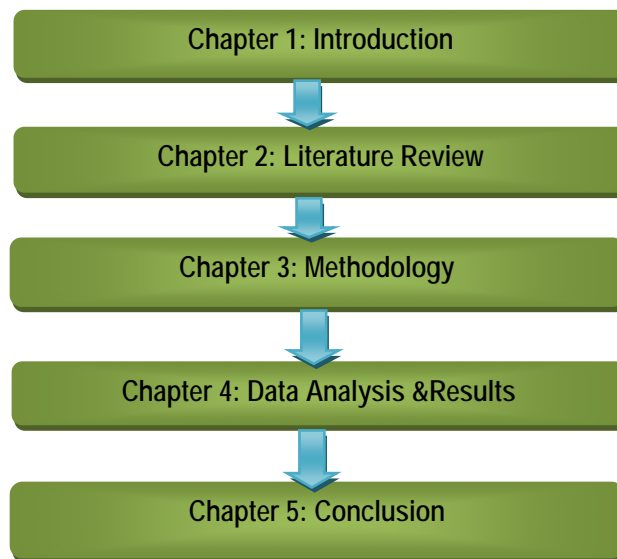 Chapter 1: Introduction
Chapter 2: Literature Review
Chapter 3: Methodology
Chapter 4: Data Analysis &Results
Chapter 5: Conclusion